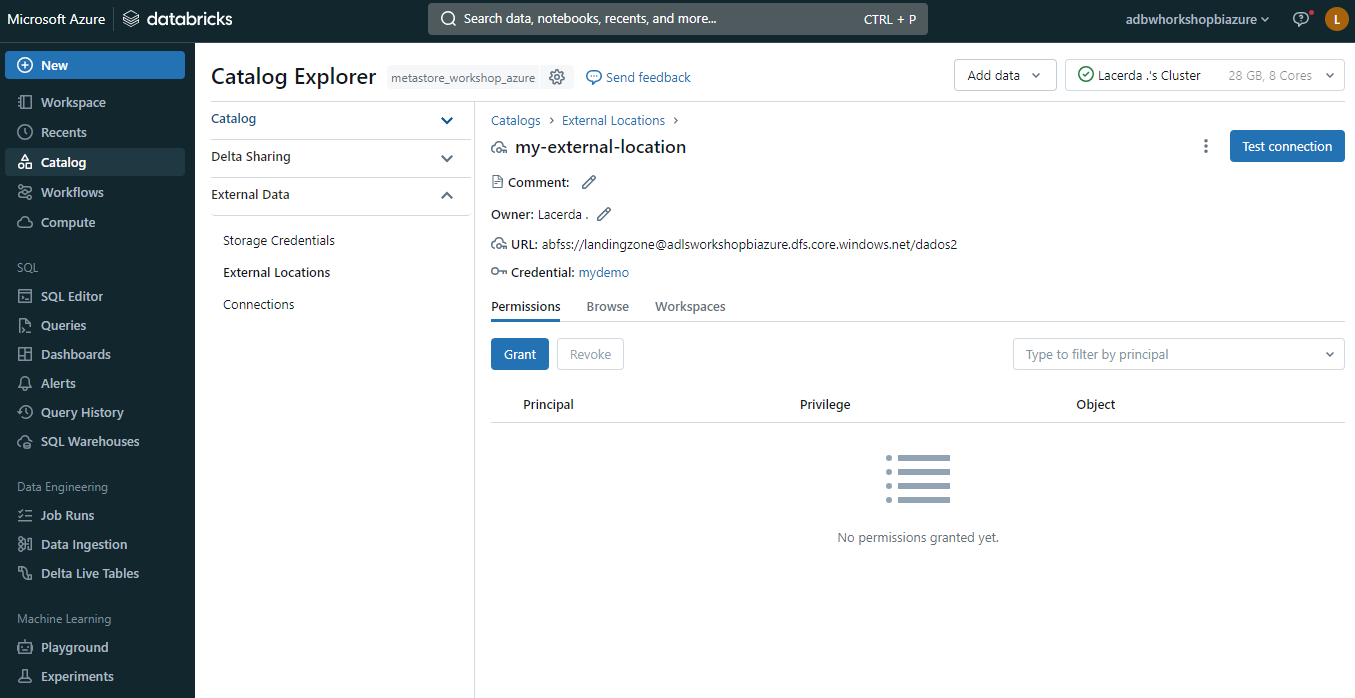 Microsoft Azure databricks
Search data, notebooks, recents, and more... CTRL + P
adbwhorkshopbiazure
L
New
Workspace
Recents
Catalog
Workflows
Compute
SQL
SQL Editor
Queries
Dashboards
Alerts
Query History
SQL Warehouses
Data Engineering
Job Runs
Data Ingestion
Delta Live Tables
Machine Learning
Playground
Experiments
Catalog Explorer metastore_workshop_azure Send feedback
Add data
Lacerda .'s Cluster 28 GB, 8 Cores
Catalog
Delta Sharing
External Data
Storage Credentials
External Locations
Connections
Catalogs > External Locations >
my-external-location
Test connection
Comment:
Owner: Lacerda .
URL: abfss://landingzone@adlsworkshopbiazure.dfs.core.windows.net/dados2
Credential: mydemo
Permissions Browse Workspaces
Grant Revoke Type to filter by principal
Principal Privilege Object
No permissions granted yet.